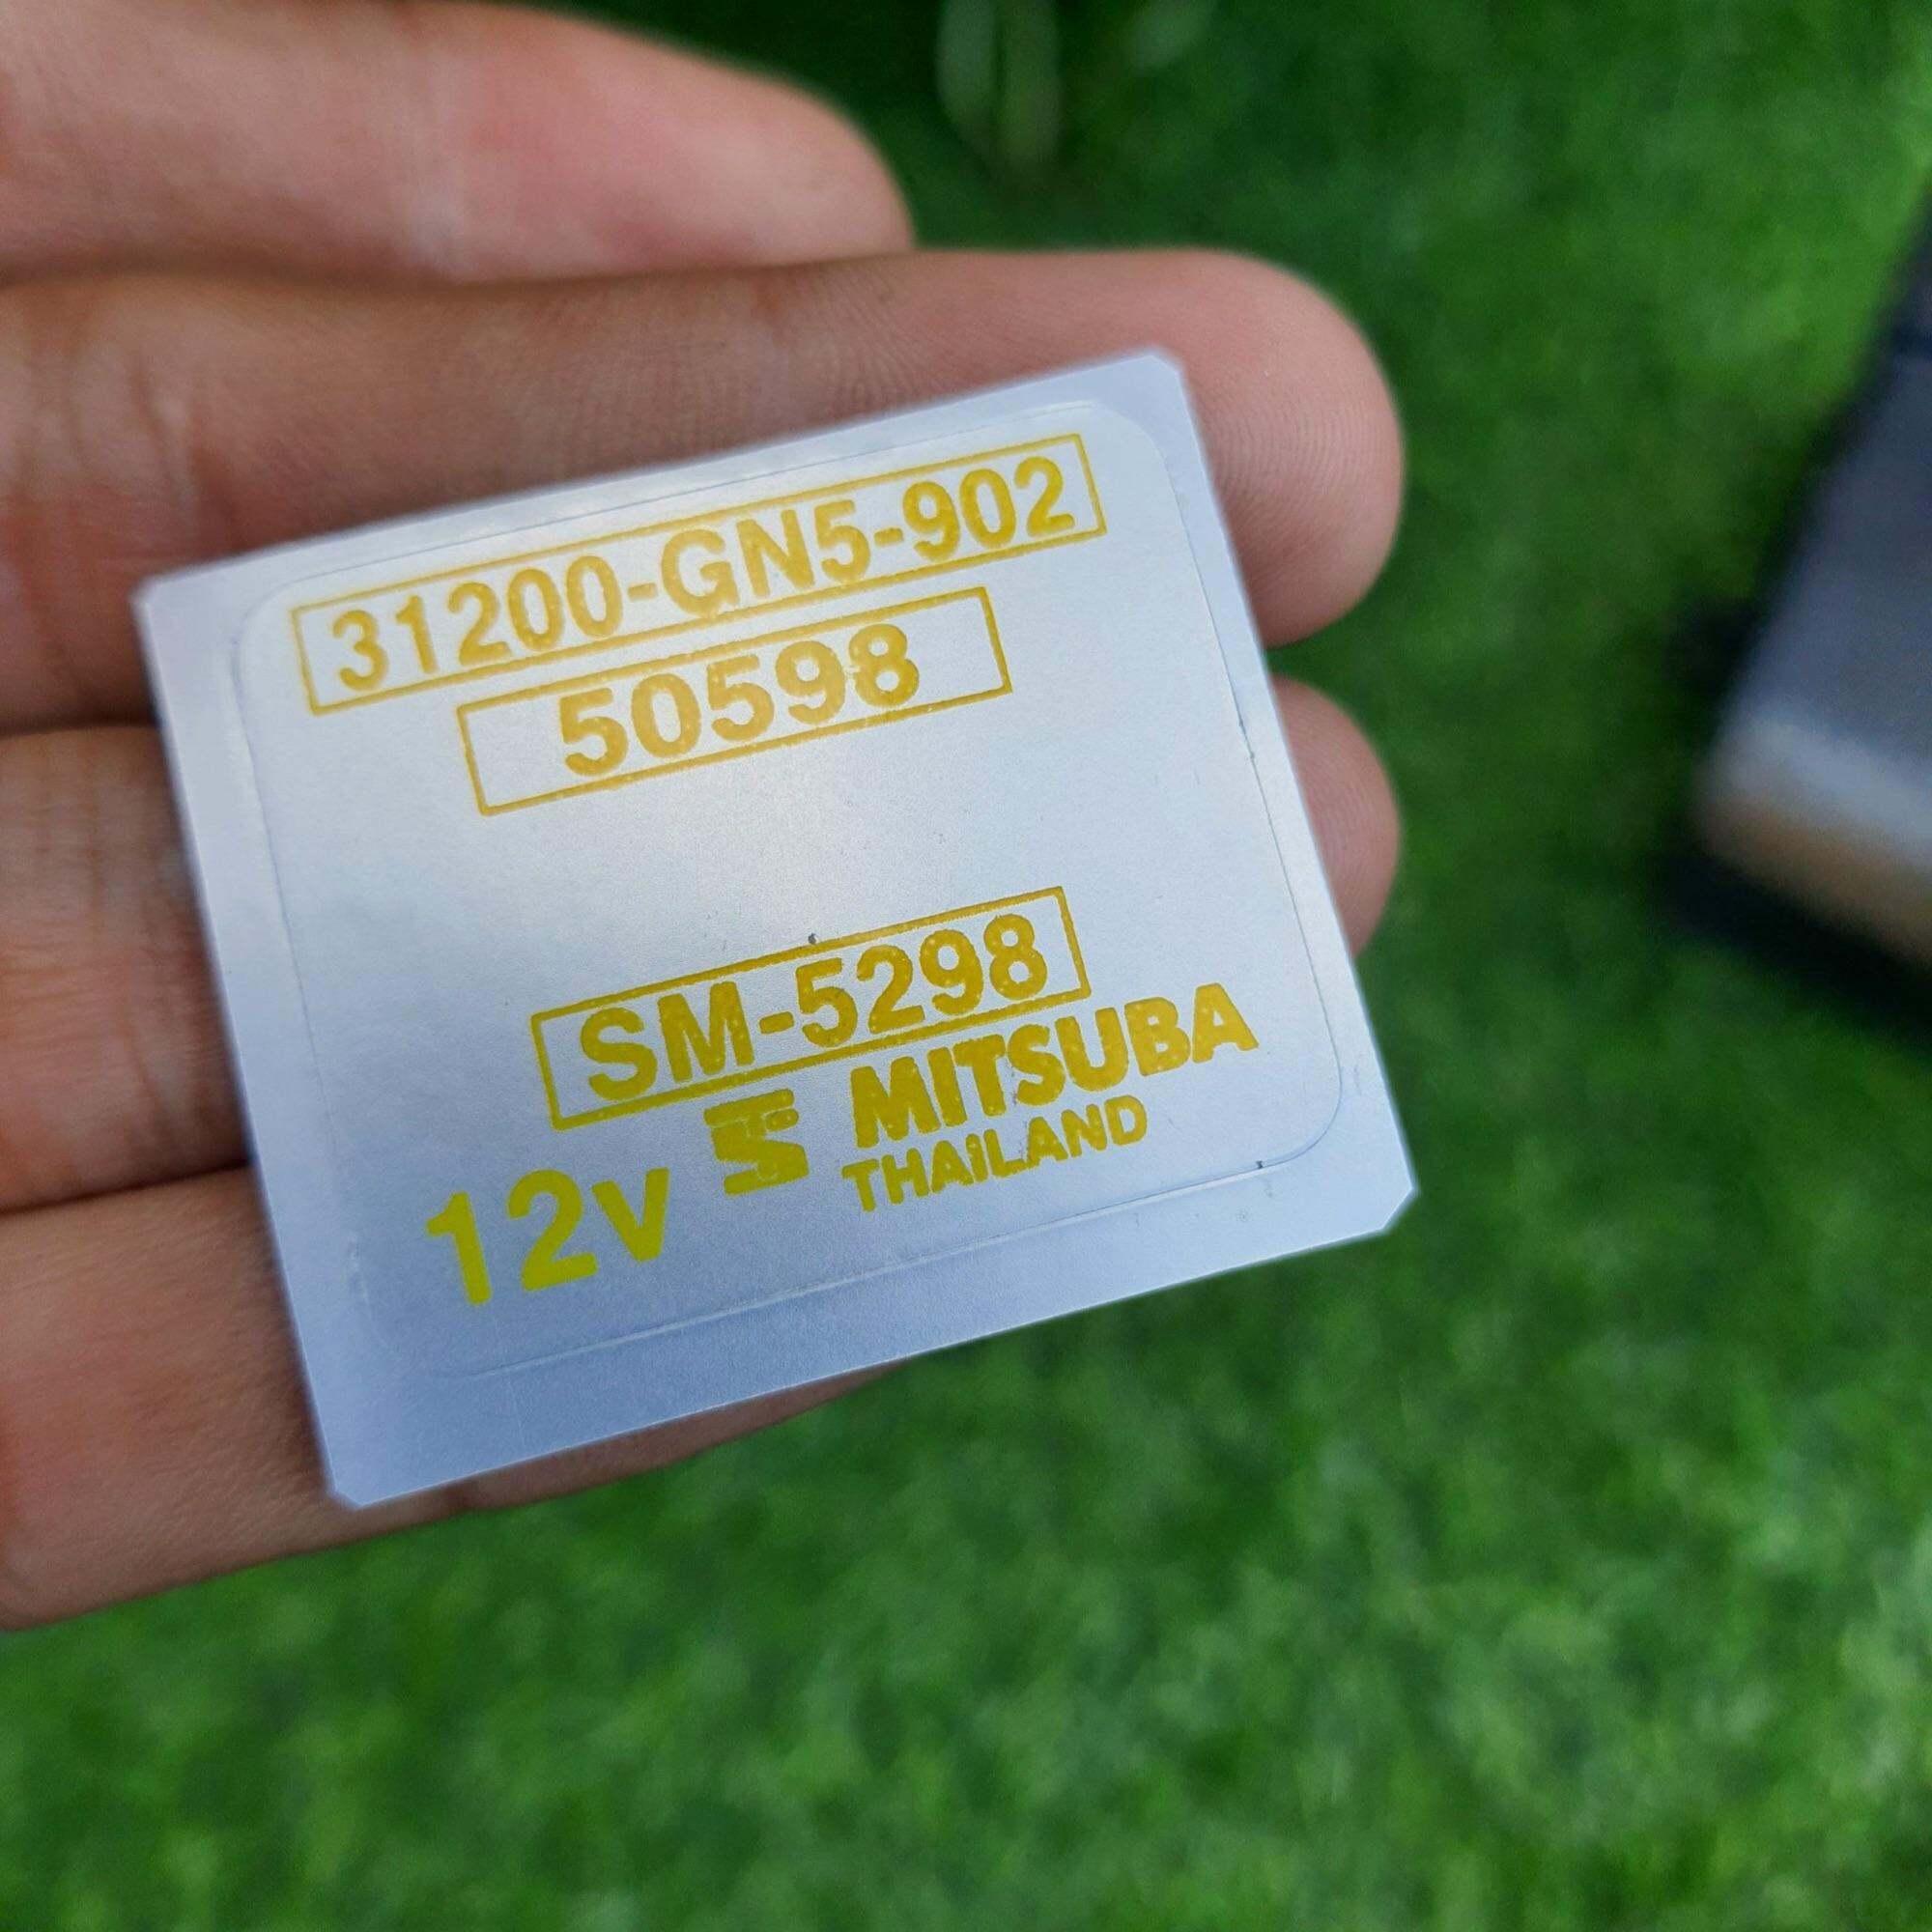 31200-GN5-902
50598
SM-5298
12v MITSUBA
THAILAND